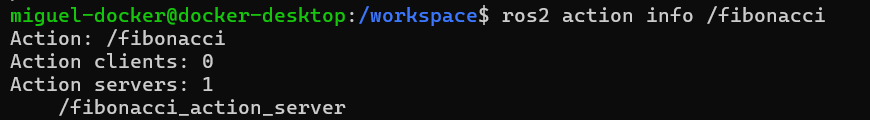 miguel-docker@docker-desktop:/workspace$ ros2 action info /fibonacci
Action: /fibonacci
Action clients: 0
Action servers: 1
    /fibonacci_action_server